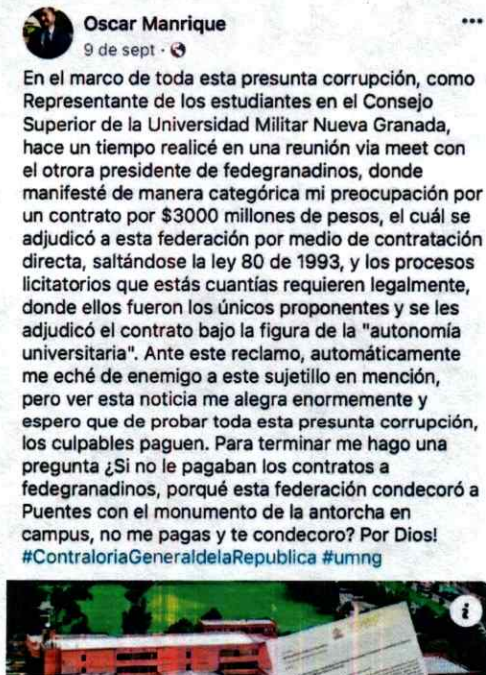 Oscar Manrique
9 de sept
En el marco de toda esta presunta corrupción, como
Representante de los estudiantes en el Consejo
Superior de la Universidad Militar Nueva Granada,
hace un tiempo realicé en una reunión via meet con
el otrora presidente de fedegranadinos, donde
manifesté de manera categórica mi preocupación por
un contrato por $3000 millones de pesos, el cuál se
adjudicó a esta federación por medio de contratación
directa, saltándose la ley 80 de 1993, y los procesos
licitatorios que estás cuantías requieren legalmente,
donde ellos fueron los únicos proponentes y se les
adjudicó el contrato bajo la figura de la "autonomía
universitaria". Ante este reclamo, automáticamente
me eché de enemigo a este sujetillo en mención,
pero ver esta noticia me alegra enormemente y
espero que de probar toda esta presunta corrupción,
los culpables paguen. Para terminar me hago una
pregunta ¿Si no le pagaban los contratos a
fedegranadinos, porqué esta federación condecoró a
Puentes con el monumento de la antorcha en
campus, no me pagas y te condecoro? Por Dios!
#ContraloriaGeneraldelaRepublica #umng